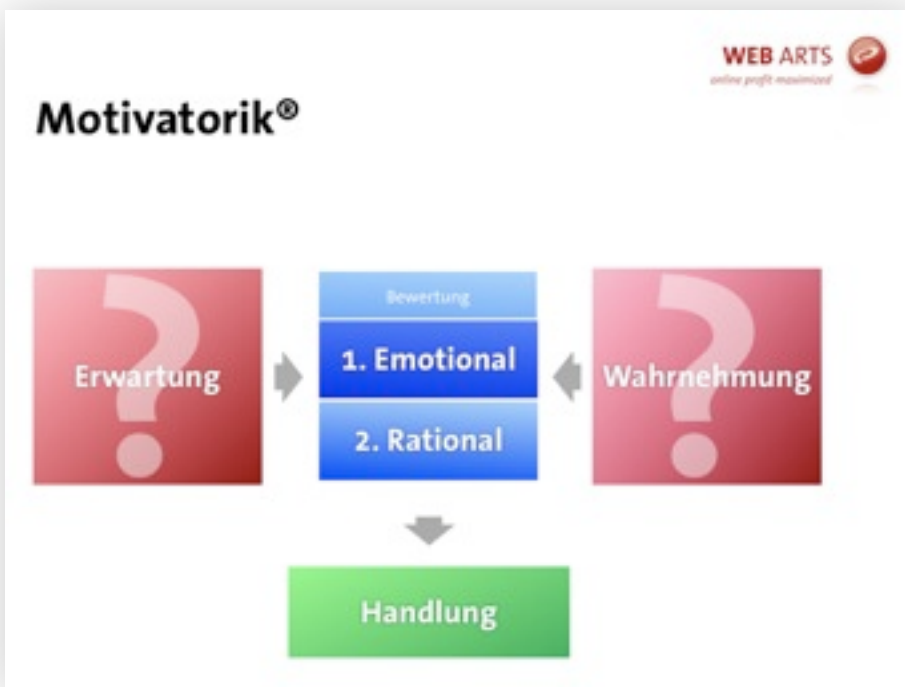 WEB ARTS
online profit maximized
Motivatorik®
Erwartung
Bewertung
1. Emotional
2. Rational
Wahrnehmung
Handlung